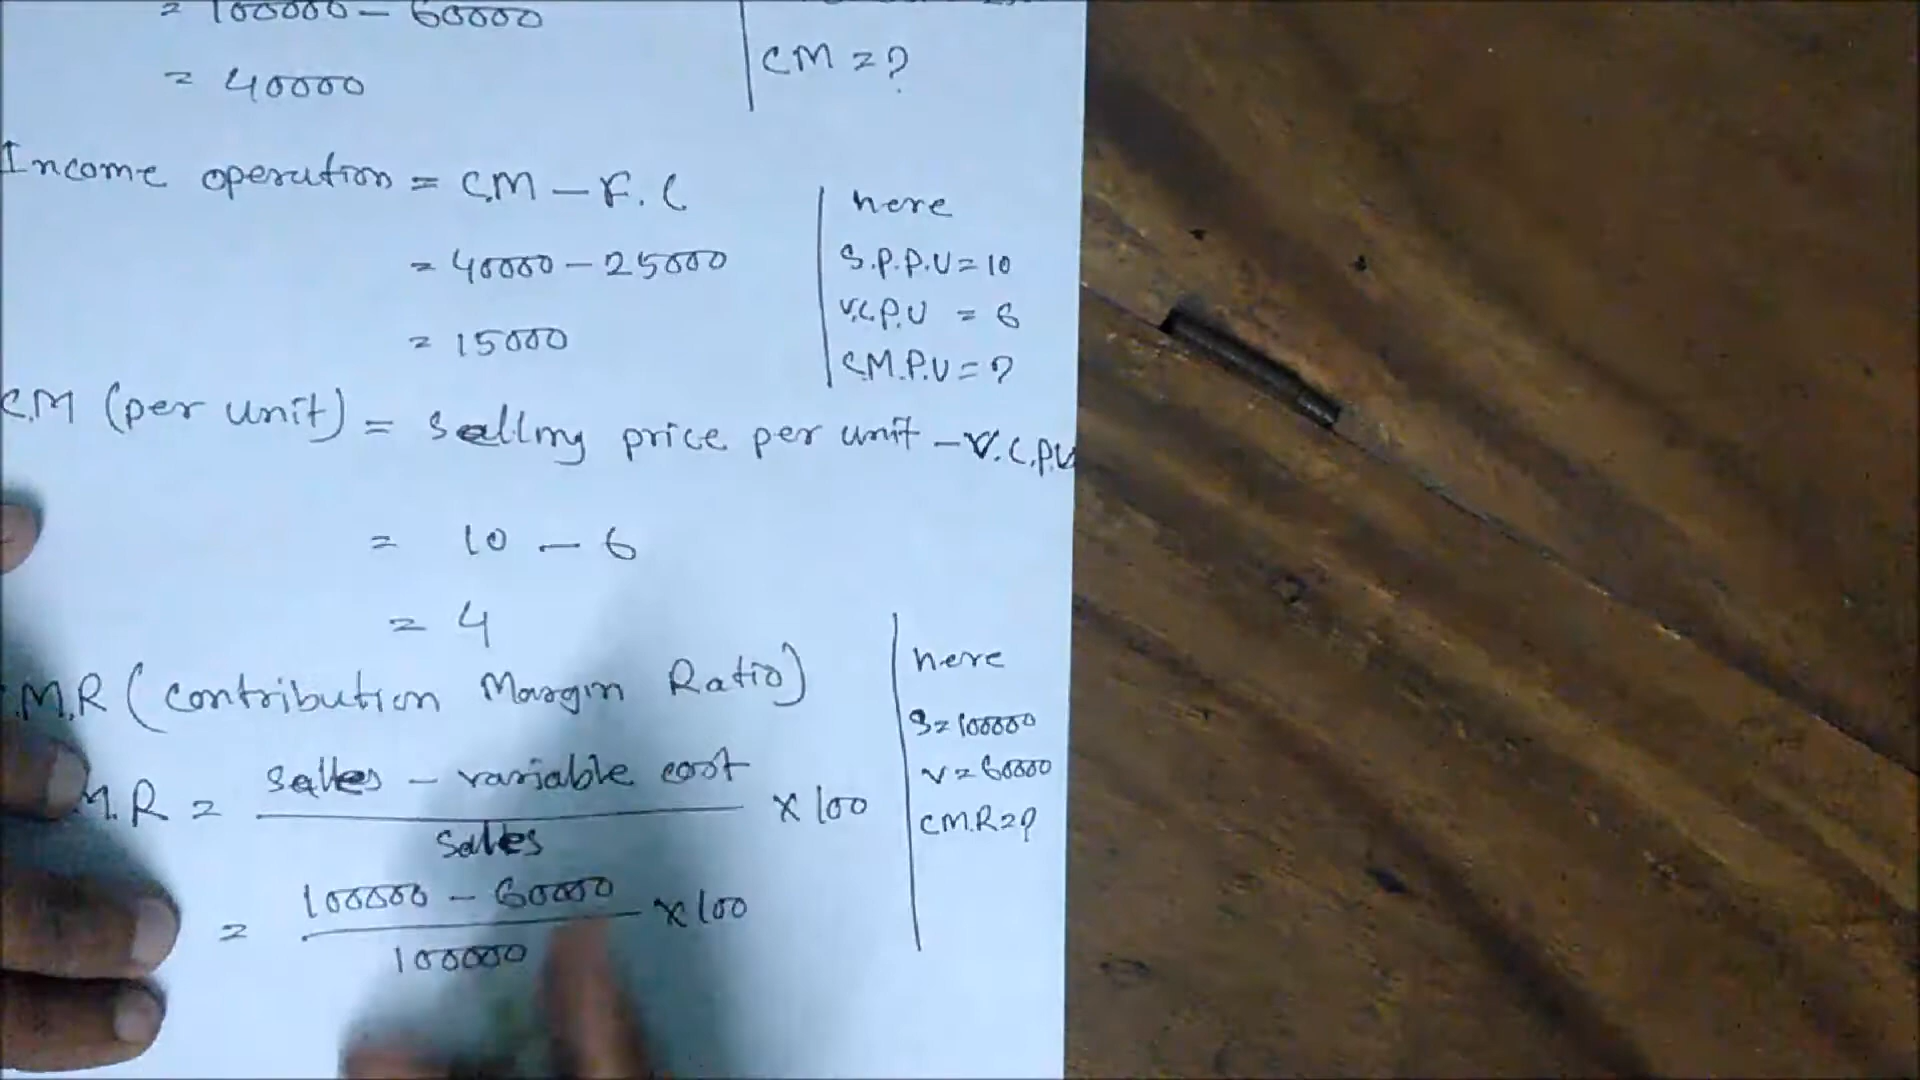 = 100000 - 60000
= 40000
CM = ?
Income operation = C.M - F.C
= 40000 - 25000
= 15000
here
S.P.P.U = 10
V.C.P.U = 6
C.M.P.U = ?
C.M (per unit) = selling price per unit - V.C.P.U
= 10 - 6
= 4
.M.R (Contribution Margin Ratio)
M.R = sales - variable cost / sales × 100
= 100000 - 60000 / 100000 × 100
here
S = 100000
V = 60000
CM.R = ?